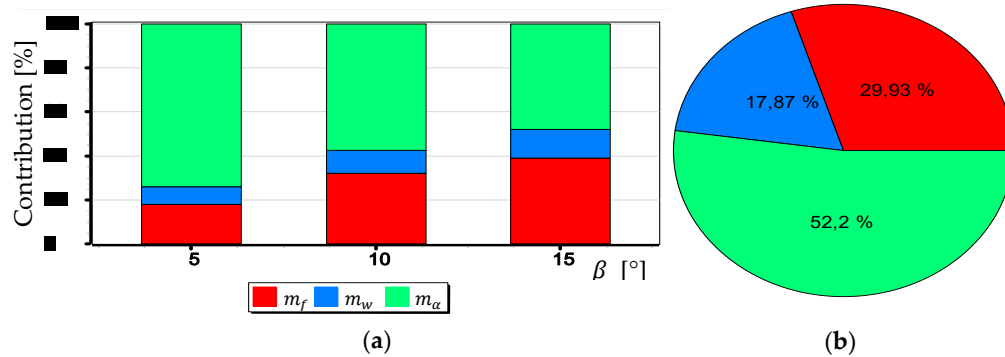 Contribution [%]
5
10
15
β [°]
m_f
m_w
m_α
(a)
17,87 %
29,93 %
52,2 %
(b)